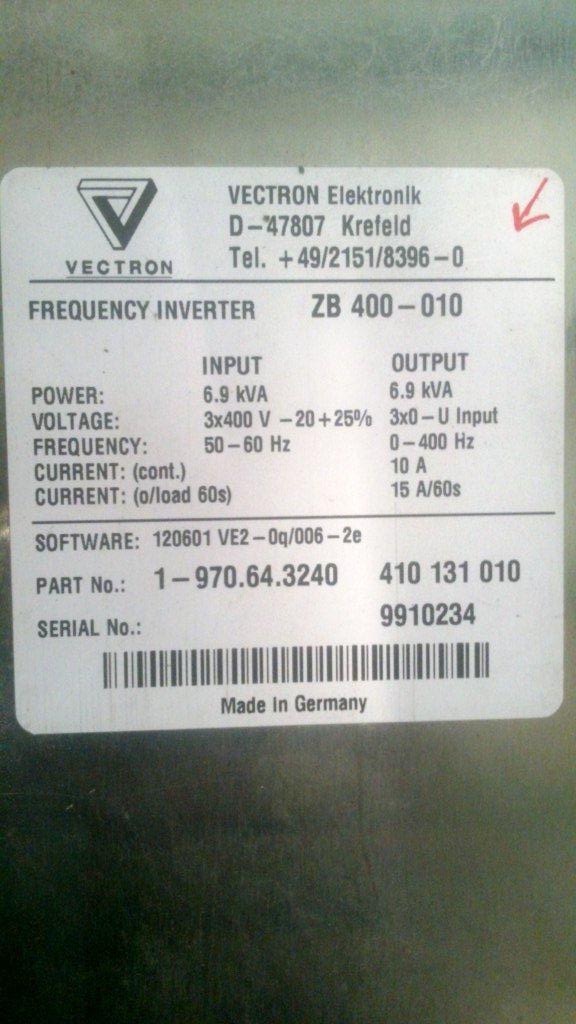 VECTRON
VECTRON Elektronik
D-47807 Krefeld
Tel. +49/2151/8396-0
FREQUENCY INVERTER ZB 400-010
INPUT OUTPUT
POWER: 6.9 kVA 6.9 kVA
VOLTAGE: 3x400 V -20+25% 3x0-U Input
FREQUENCY: 50-60 Hz 0-400 Hz
CURRENT: (cont.) 10 A
CURRENT: (o/load 60s) 15 A/60s
SOFTWARE: 120601 VE2-0q/006-2e
PART No.: 1-970.64.3240 410 131 010
SERIAL No.: 9910234
Made In Germany